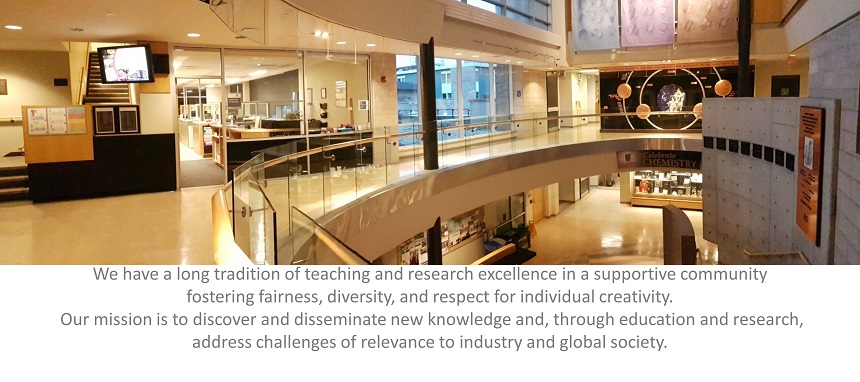 Celebrate
CHEMISTRY
We have a long tradition of teaching and research excellence in a supportive community
fostering fairness, diversity, and respect for individual creativity.
Our mission is to discover and disseminate new knowledge and, through education and research,
address challenges of relevance to industry and global society.